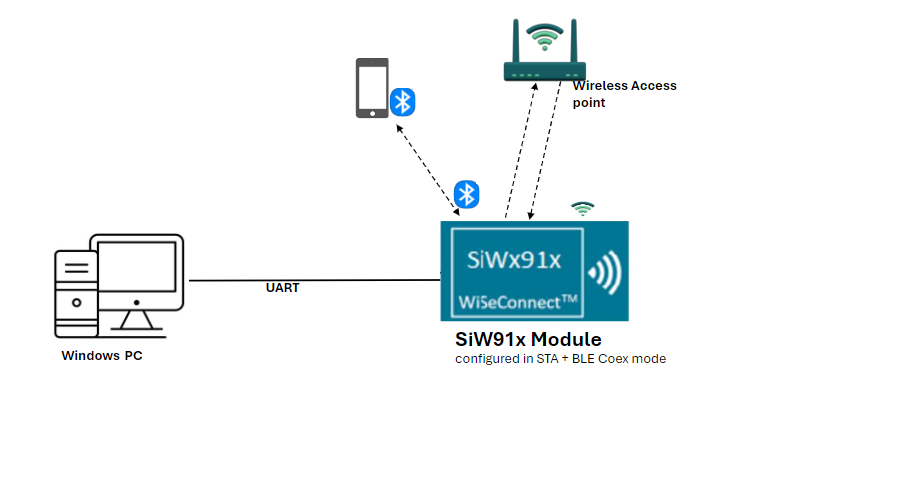 Wireless Access
point
SiWx91x
WiSeConnect™
UART
SiW91x Module
configured in STA + BLE Coex mode
Windows PC